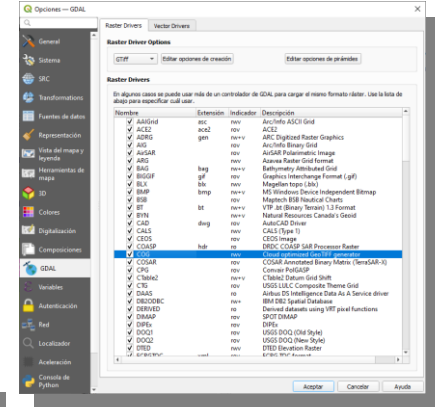 Opciones — GDAL
General
Sistema
SRC
Transformations
Fuentes de datos
Representación
Vista del mapa y
leyenda
Herramientas de
mapa
3D
Colores
Digitalización
Composiciones
GDAL
Variables
Autenticación
Red
Localizador
Aceleración
Consola de
Python
Raster Drivers Vector Drivers
Raster Driver Options
GTiff Editar opciones de creación Editar opciones de pirámides
Raster Drivers
En algunos casos se puede usar más de un controlador de GDAL para cargar el mismo formato ráster. Use la lista de
abajo para especificar cuál usar.
Nombre Extensión Indicador Descripción
AAIGrid asc rwv Arc/Info ASCII Grid
ACE2 ace2 rov ACE2
ADRG gen rw+v ARC Digitized Raster Graphics
AIG rov Arc/Info Binary Grid
AirSAR rov AirSAR Polarimetric Image
ARG rwv Azavea Raster Grid format
BAG bag rw+v Bathymetry Attributed Grid
BIGGIF gif rov Graphics Interchange Format (.gif)
BLX blx rwv Magellan topo (.blx)
BMP bmp rw+v MS Windows Device Independent Bitmap
BSB rov Maptech BSB Nautical Charts
BT bt rw+v VTP .bt (Binary Terrain) 1.3 Format
BYN rw+v Natural Resources Canada's Geoid
CAD dwg rov AutoCAD Driver
CALS rwv CALS (Type 1)
CEOS rov CEOS Image
COASP hdr ro DRDC COASP SAR Processor Raster
COG rwv Cloud optimized GeoTIFF generator
COSAR rov COSAR Annotated Binary Matrix (TerraSAR-X)
CPG rov Convair PolGASP
CTable2 rw+v CTable2 Datum Grid Shift
CTG rov USGS LULC Composite Theme Grid
DAAS ro Airbus DS Intelligence Data As A Service driver
DB2ODBC rw+ IBM DB2 Spatial Database
DERIVED ro Derived datasets using VRT pixel functions
DIMAP rov SPOT DIMAP
DIPEx rov DIPEx
DOQ1 rov USGS DOQ (Old Style)
DOQ2 rov USGS DOQ (New Style)
DTED rwv DTED Elevation Raster
Aceptar Cancelar Ayuda